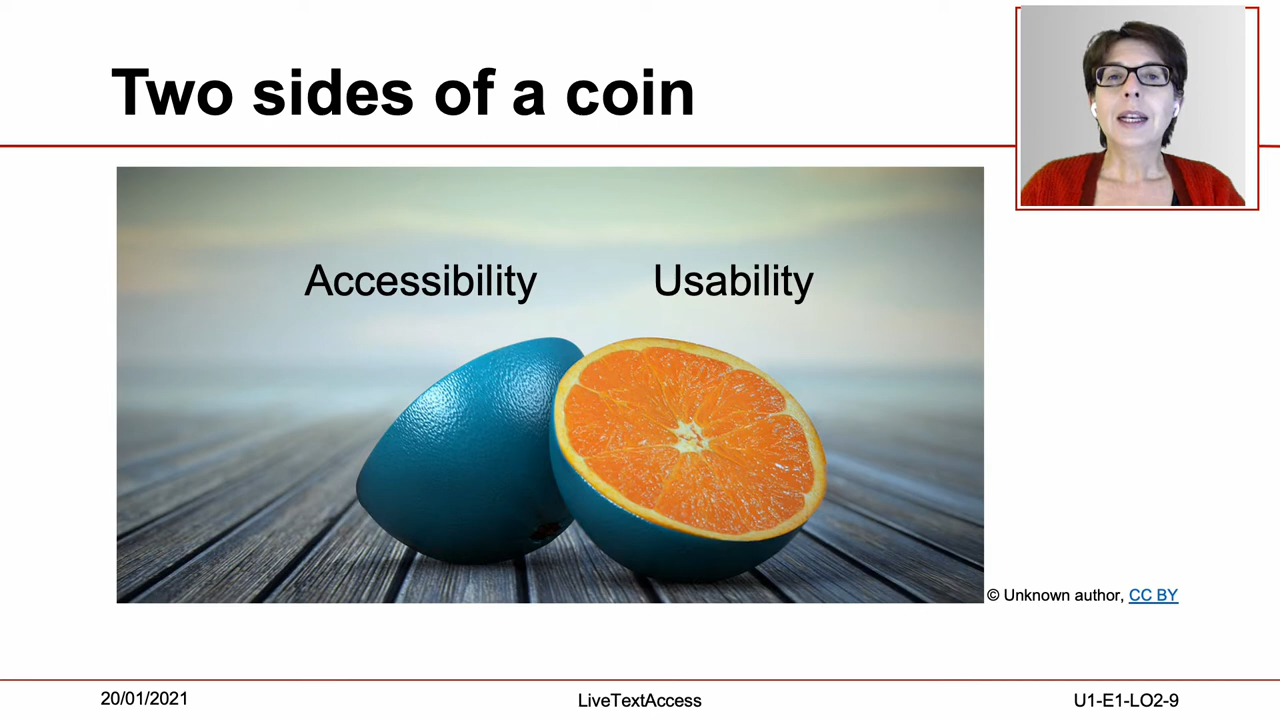 Two sides of a coin
Accessibility
Usability
© Unknown author, CC BY
20/01/2021
LiveTextAccess
U1-E1-LO2-9